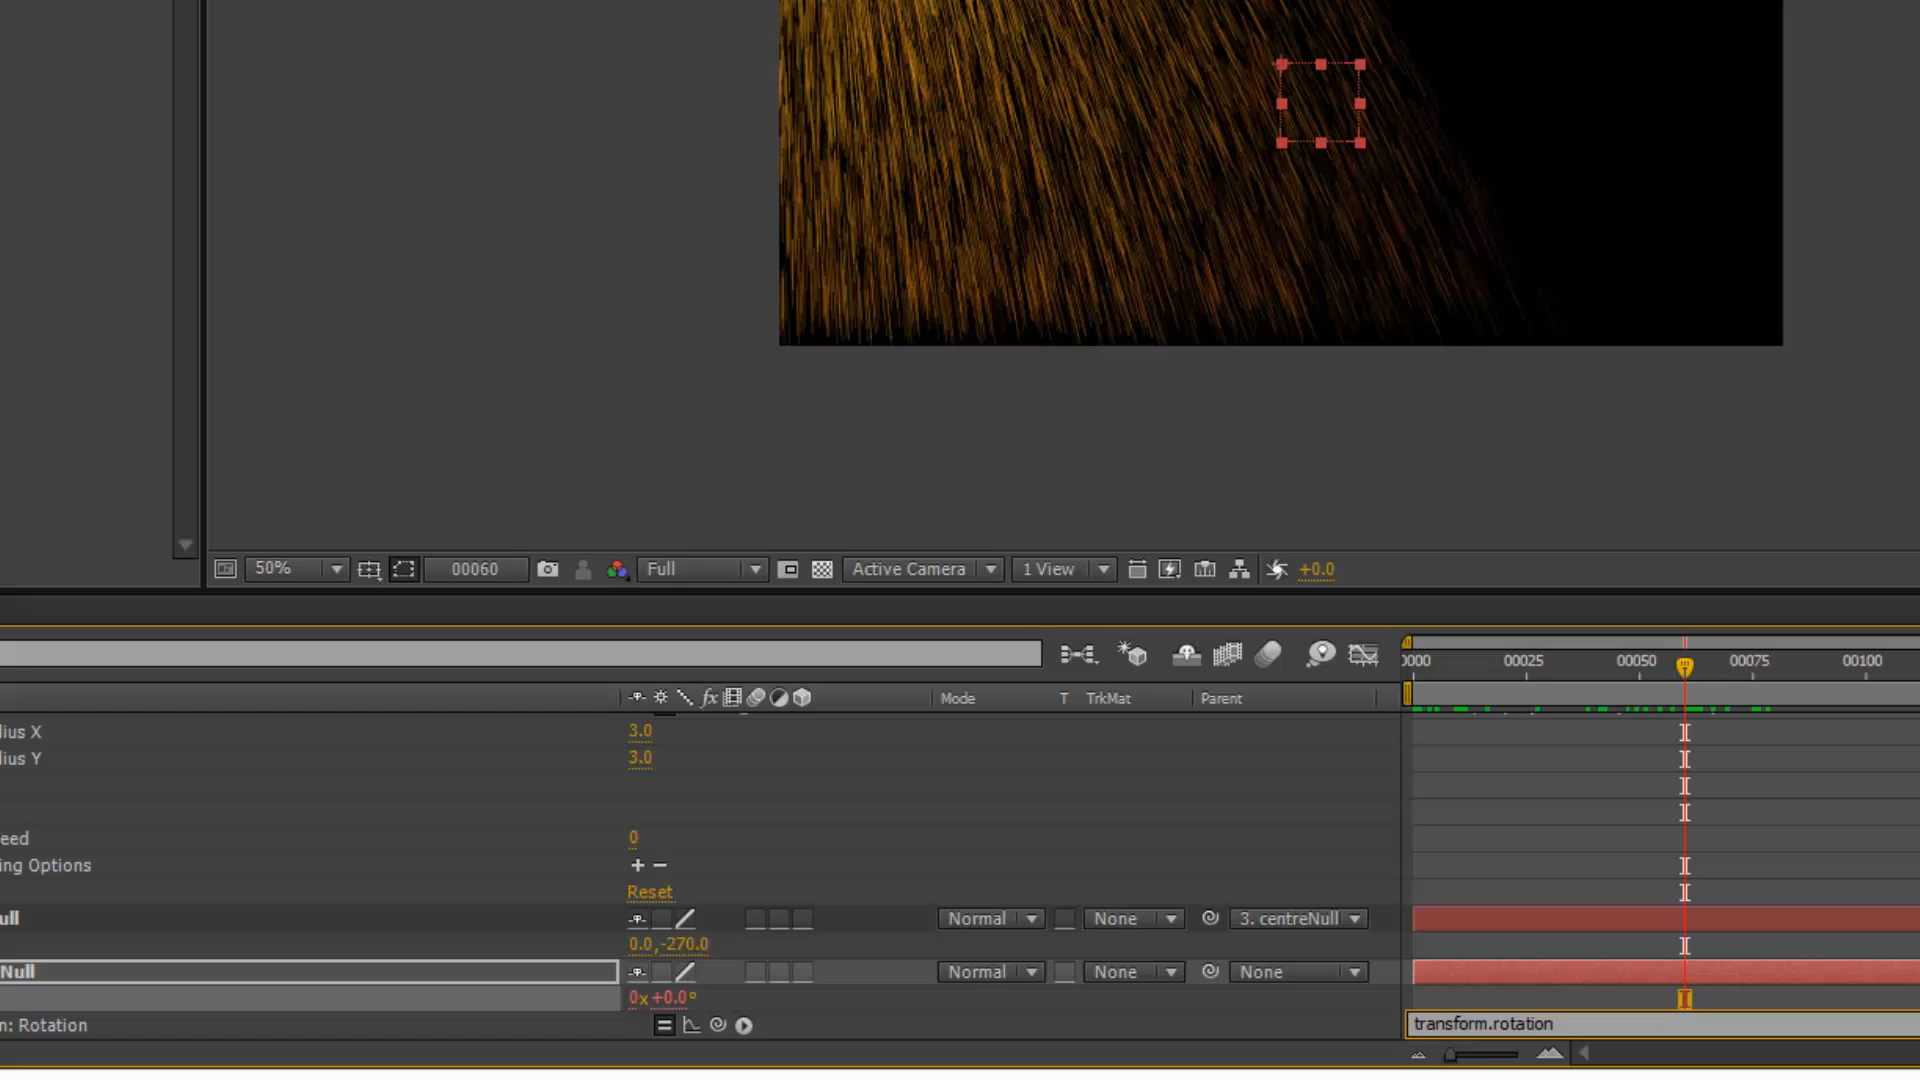 50%
00060
Full
Active Camera
1 View
+0.0
0000 00025 00050 00075 00100
fx
Mode T TrkMat Parent
lius X 3.0
lius Y 3.0
eed 0
ing Options + −
Reset
ull Normal None 3. centreNull
0.0,-270.0
Null Normal None None
0x+0.0°
n: Rotation
transform.rotation